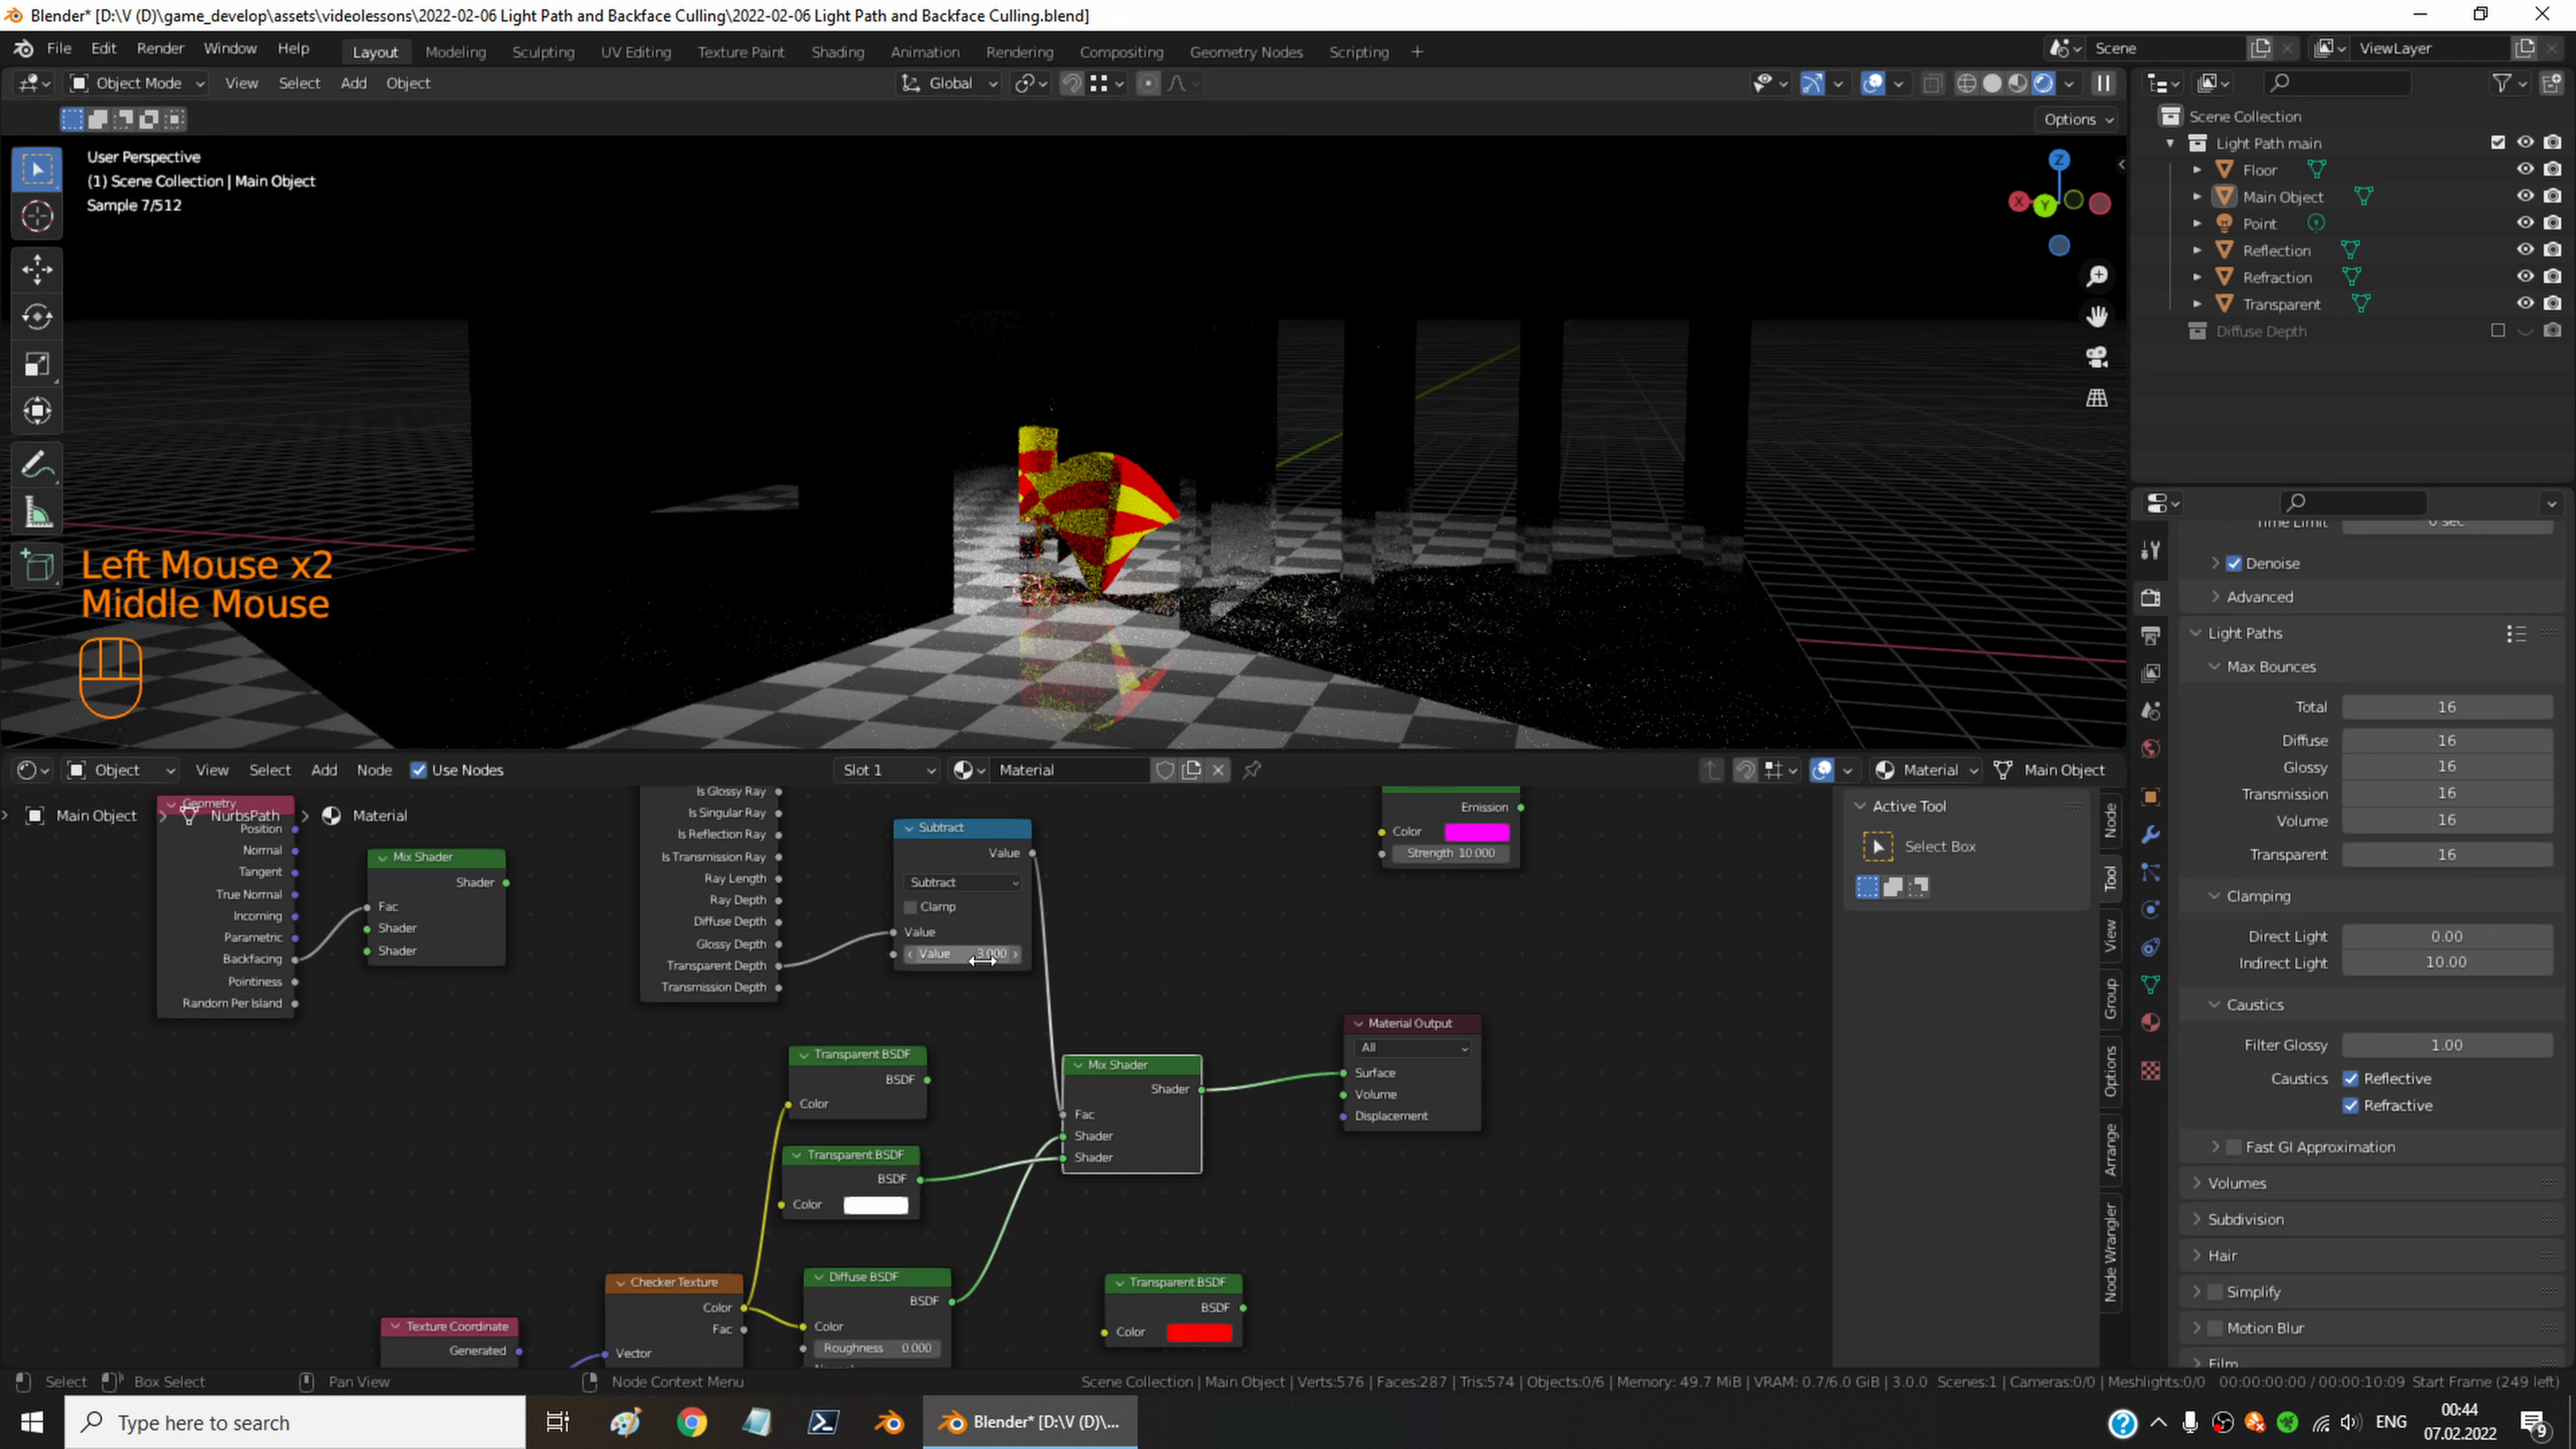 Blender* [D:\V (D)\game_develop\assets\videolessons\2022-02-06 Light Path and Backface Culling\2022-02-06 Light Path and Backface Culling.blend]
File Edit Render Window Help
Layout Modeling Sculpting UV Editing Texture Paint Shading Animation Rendering Compositing Geometry Nodes Scripting +
Scene
ViewLayer
Object Mode View Select Add Object
Global
Options
User Perspective
(1) Scene Collection | Main Object
Sample 7/512
Z
X
Y
Left Mouse x2
Middle Mouse
Scene Collection
Light Path main
Floor
Main Object
Point
Reflection
Refraction
Transparent
Diffuse Depth
Time Limit 0 sec
Denoise
Advanced
Light Paths
Max Bounces
Total 16
Diffuse 16
Glossy 16
Transmission 16
Volume 16
Transparent 16
Clamping
Direct Light 0.00
Indirect Light 10.00
Caustics
Filter Glossy 1.00
Caustics Reflective
Refractive
Fast GI Approximation
Volumes
Subdivision
Hair
Simplify
Motion Blur
Film
Object View Select Add Node Use Nodes
Slot 1
Material
Material
Main Object
Main Object NurbsPath Material
Geometry
Position
Normal
Tangent
True Normal
Incoming
Parametric
Backfacing
Pointiness
Random Per Island
Mix Shader
Shader
Fac
Shader
Shader
Is Glossy Ray
Is Singular Ray
Is Reflection Ray
Is Transmission Ray
Ray Length
Ray Depth
Diffuse Depth
Glossy Depth
Transparent Depth
Transmission Depth
Subtract
Value
Subtract
Clamp
Value
Value 3.000
Emission
Color
Strength 10.000
Material Output
All
Surface
Volume
Displacement
Transparent BSDF
BSDF
Color
Mix Shader
Shader
Fac
Shader
Shader
Transparent BSDF
BSDF
Color
Checker Texture
Color
Fac
Vector
Diffuse BSDF
BSDF
Color
Roughness 0.000
Transparent BSDF
BSDF
Color
Texture Coordinate
Generated
Active Tool
Select Box
Node
Tool
View
Group
Options
Arrange
Node Wrangler
Select Box Select Pan View Node Context Menu
Scene Collection | Main Object | Verts:576 | Faces:287 | Tris:574 | Objects:0/6 | Memory: 49.7 MiB | VRAM: 0.7/6.0 GiB | 3.0.0 Scenes:1 | Cameras:0/0 | Meshlights:0/0 00:00:00:00 / 00:00:10:09 Start Frame (249 left)
Type here to search
Blender* [D:\V (D)\...
ENG
00:44
07.02.2022
9